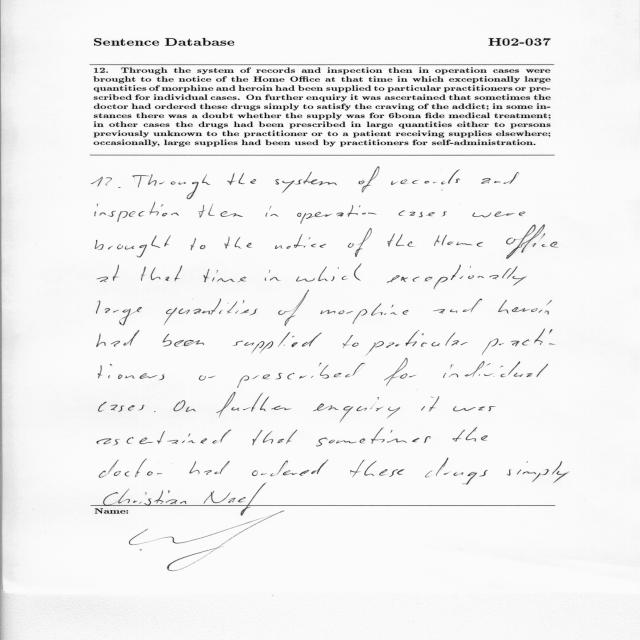 Sentence Database H02-037
12. Through the system of records and inspection then in operation cases were
brought to the notice of the Home Office at that time in which exceptionally large
quantities of morphine and heroin had been supplied to particular practitioners or pre-
scribed for individual cases. On further enquiry it was ascertained that sometimes the
doctor had ordered these drugs simply to satisfy the craving of the addict; in some in-
stances there was a doubt whether the supply was for 6bona fide medical treatment;
in other cases the drugs had been prescribed in large quantities either to persons
previously unknown to the practitioner or to a patient receiving supplies elsewhere;
occasionally, large supplies had been used by practitioners for self-administration.
12. Through the system of records and
inspection then in operation cases were
brought to the notice of the Home Office
at that time in which exceptionally
large quantities of morphine and heroin
had been supplied to particular practi-
tioners or prescribed for individual
cases. On further enquiry it was
ascertained that sometimes the
doctor had ordered these drugs simply
Christian Naef
Name: